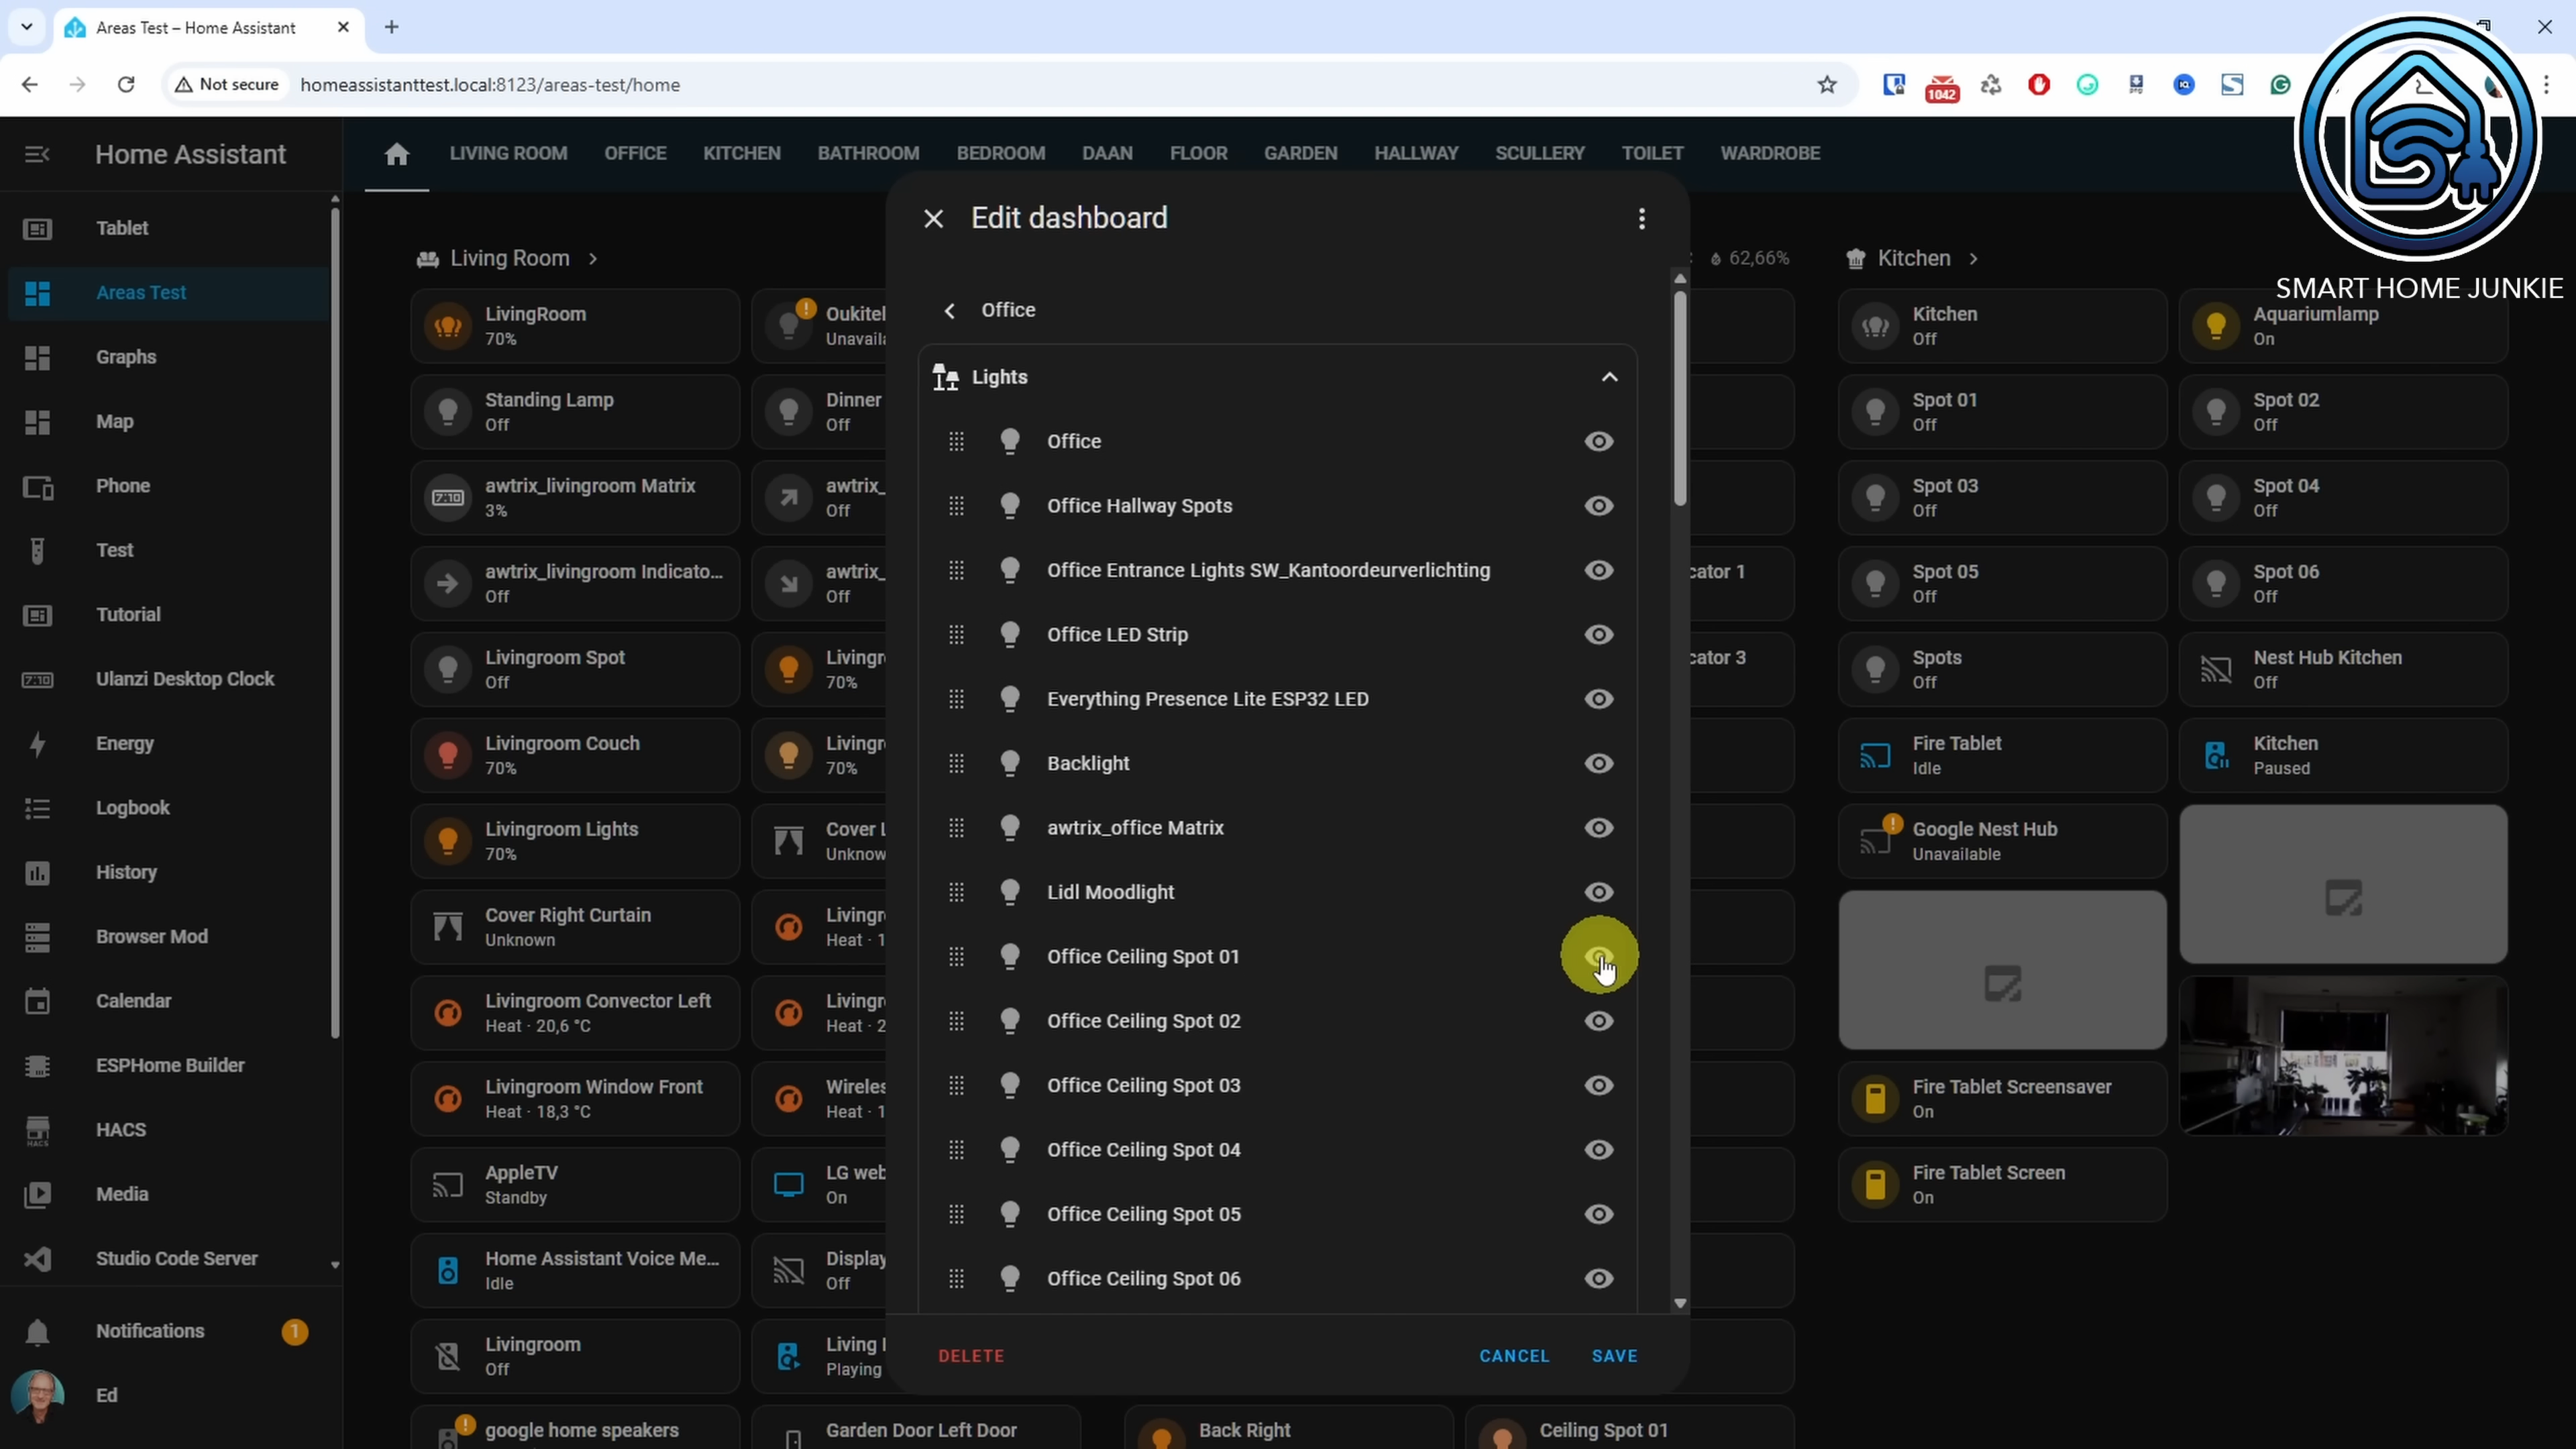 Areas Test – Home Assistant
Not secure
homeassistanttest.local:8123/areas-test/home
1042
SMART HOME JUNKIE
Home Assistant
LIVING ROOM
OFFICE
KITCHEN
BATHROOM
BEDROOM
DAAN
FLOOR
GARDEN
HALLWAY
SCULLERY
TOILET
WARDROBE
Tablet
Areas Test
Graphs
Map
Phone
Test
Tutorial
7:10
Ulanzi Desktop Clock
Energy
Logbook
History
Browser Mod
Calendar
ESPHome Builder
HACS
HACS
Media
Studio Code Server
Notifications
1
Ed
Living Room
LivingRoom
70%
Oukitel
Unavaila
Standing Lamp
Off
Dinner
Off
7:10
awtrix_livingroom Matrix
3%
awtrix_
Off
awtrix_livingroom Indicato...
Off
awtrix_
Off
Livingroom Spot
Off
Livingr
70%
Livingroom Couch
70%
Livingr
70%
Livingroom Lights
70%
Cover L
Unknow
Cover Right Curtain
Unknown
Livingr
Heat · 1
Livingroom Convector Left
Heat · 20,6 °C
Livingr
Heat · 2
Livingroom Window Front
Heat · 18,3 °C
Wireles
Heat · 1
AppleTV
Standby
LG web
On
Home Assistant Voice Me...
Idle
Display
Off
Livingroom
Off
Living
Playing
google home speakers
Garden Door Left Door
Back Right
Ceiling Spot 01
Edit dashboard
Office
Lights
Office
Office Hallway Spots
Office Entrance Lights SW_Kantoordeurverlichting
Office LED Strip
Everything Presence Lite ESP32 LED
Backlight
awtrix_office Matrix
Lidl Moodlight
Office Ceiling Spot 01
Office Ceiling Spot 02
Office Ceiling Spot 03
Office Ceiling Spot 04
Office Ceiling Spot 05
Office Ceiling Spot 06
DELETE
CANCEL
SAVE
62,66%
cator 1
cator 3
Kitchen
Kitchen
Off
Aquariumlamp
On
Spot 01
Off
Spot 02
Off
Spot 03
Off
Spot 04
Off
Spot 05
Off
Spot 06
Off
Spots
Off
Nest Hub Kitchen
Off
Fire Tablet
Idle
Kitchen
Paused
Google Nest Hub
Unavailable
Fire Tablet Screensaver
On
Fire Tablet Screen
On